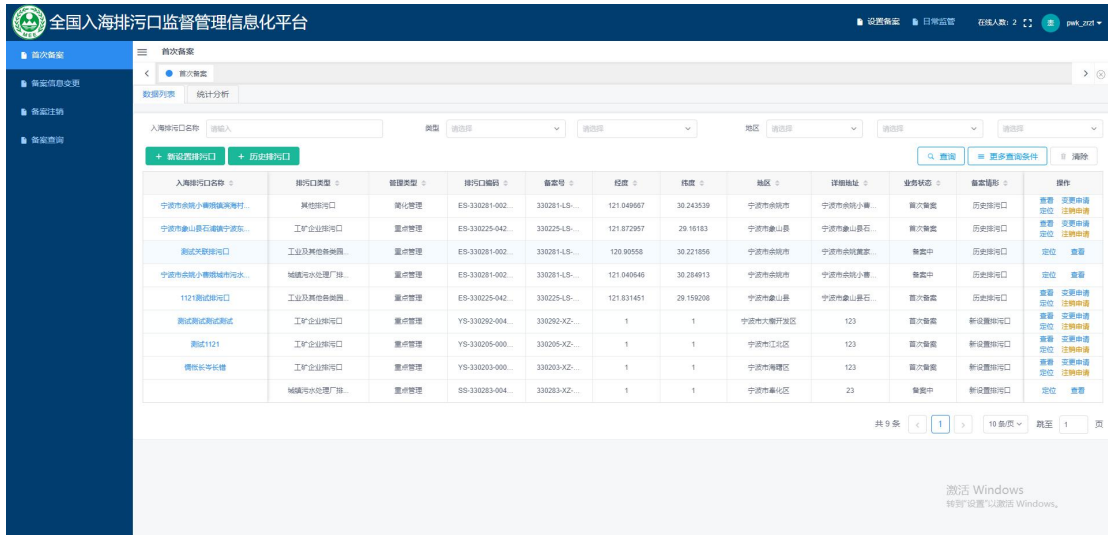 全国入海排污口监督管理信息化平台
设置备案 日常监管 在线人数: 2 pwk_zrzl
首次备案
备案信息变更
备案注销
备案查询
首次备案
首次备案
数据列表 统计分析
入海排污口名称 请输入 类型 请选择 请选择 地区 请选择 请选择 请选择
+ 新设置排污口 + 历史排污口 查询 更多查询条件 清除
入海排污口名称 排污口类型 管理类型 排污口编码 备案号 经度 纬度 地区 详细地址 业务状态 备案情形 操作
宁波市余姚小曹娥镇滨海村... 其他排污口 简化管理 ES-330281-002... 330281-LS-... 121.049667 30.243539 宁波市余姚市 宁波市余姚小曹... 首次备案 历史排污口 查看 变更申请
定位 注销申请
宁波市象山县石浦镇宁波东... 工矿企业排污口 重点管理 ES-330225-042... 330225-LS-... 121.872957 29.16183 宁波市象山县 宁波市象山县石... 首次备案 历史排污口 查看 变更申请
定位 注销申请
测试关联排污口 工业及其他各类园... 重点管理 ES-330281-002... 330281-LS-... 120.90558 30.221856 宁波市余姚市 宁波市余姚黄家... 备案中 历史排污口 定位 查看
宁波市余姚小曹娥城市污水... 城镇污水处理厂排... 重点管理 ES-330281-002... 330281-LS-... 121.040646 30.284913 宁波市余姚市 宁波市余姚小曹... 备案中 历史排污口 定位 查看
1121测试排污口 工业及其他各类园... 重点管理 ES-330225-042... 330225-LS-... 121.831451 29.159208 宁波市象山县 宁波市象山县石... 首次备案 历史排污口 查看 变更申请
定位 注销申请
测试测试测试测试 工矿企业排污口 重点管理 YS-330292-004... 330292-XZ-... 1 1 宁波市大榭开发区 123 首次备案 新设置排污口 查看 变更申请
定位 注销申请
测试1121 工矿企业排污口 重点管理 YS-330205-000... 330205-XZ-... 1 1 宁波市江北区 123 首次备案 新设置排污口 查看 变更申请
定位 注销申请
工矿企业排污口 重点管理 YS-330203-000... 330203-XZ-... 1 1 宁波市海曙区 123 首次备案 新设置排污口 查看 变更申请
定位 注销申请
城镇污水处理厂排... 重点管理 SS-330283-004... 330283-XZ-... 1 1 宁波市奉化区 23 备案中 新设置排污口 定位 查看
共 9 条 1 10 条/页 跳至 1 页
激活 Windows
转到"设置"以激活 Windows。